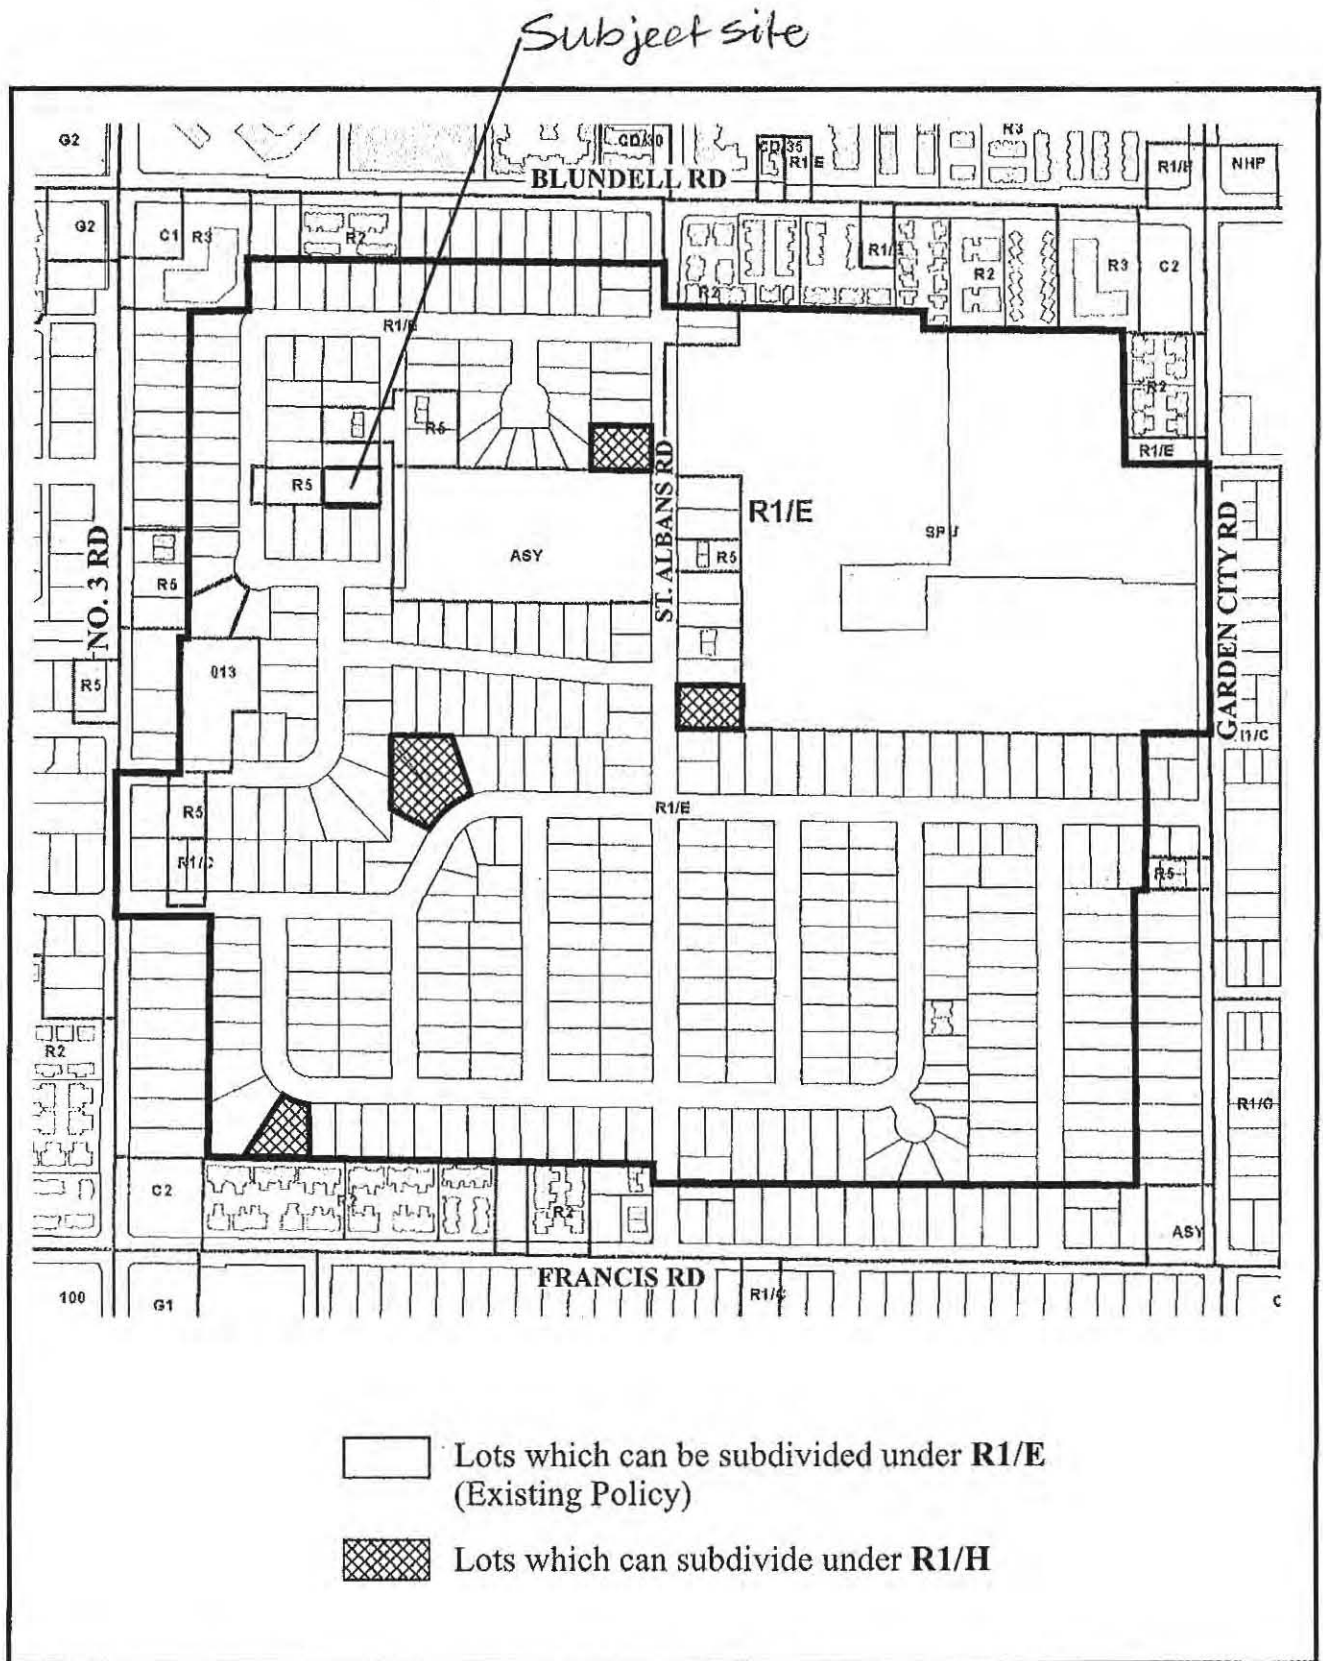 Subject site
G2
CD/30
CD/35
R1/E
R3
R1/E
NHP
BLUNDELL RD
G2
C1
R3
R2
R2
R1/E
R2
R3
C2
R1/E
R5
R2
R1/E
R5
ST. ALBANS RD
R1/E
NO. 3 RD
ASY
R5
SPU
GARDEN CITY RD
R5
R5
013
R5
R1/E
R1/C
R5
R2
R1/C
C2
R2
R2
ASY
FRANCIS RD
100
G1
R1/C
C
Lots which can be subdivided under R1/E
(Existing Policy)
Lots which can subdivide under R1/H